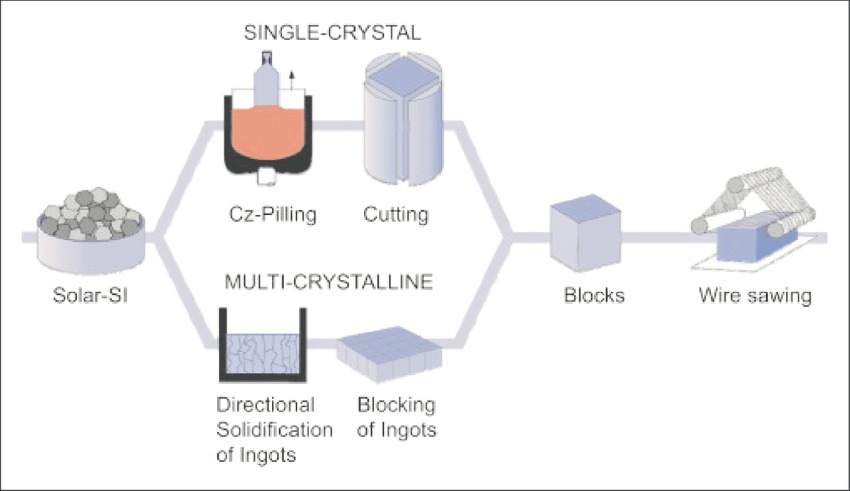 SINGLE-CRYSTAL
Cz-Pilling
Cutting
Solar-SI
MULTI-CRYSTALLINE
Directional
Solidification
of Ingots
Blocking
of Ingots
Blocks
Wire sawing